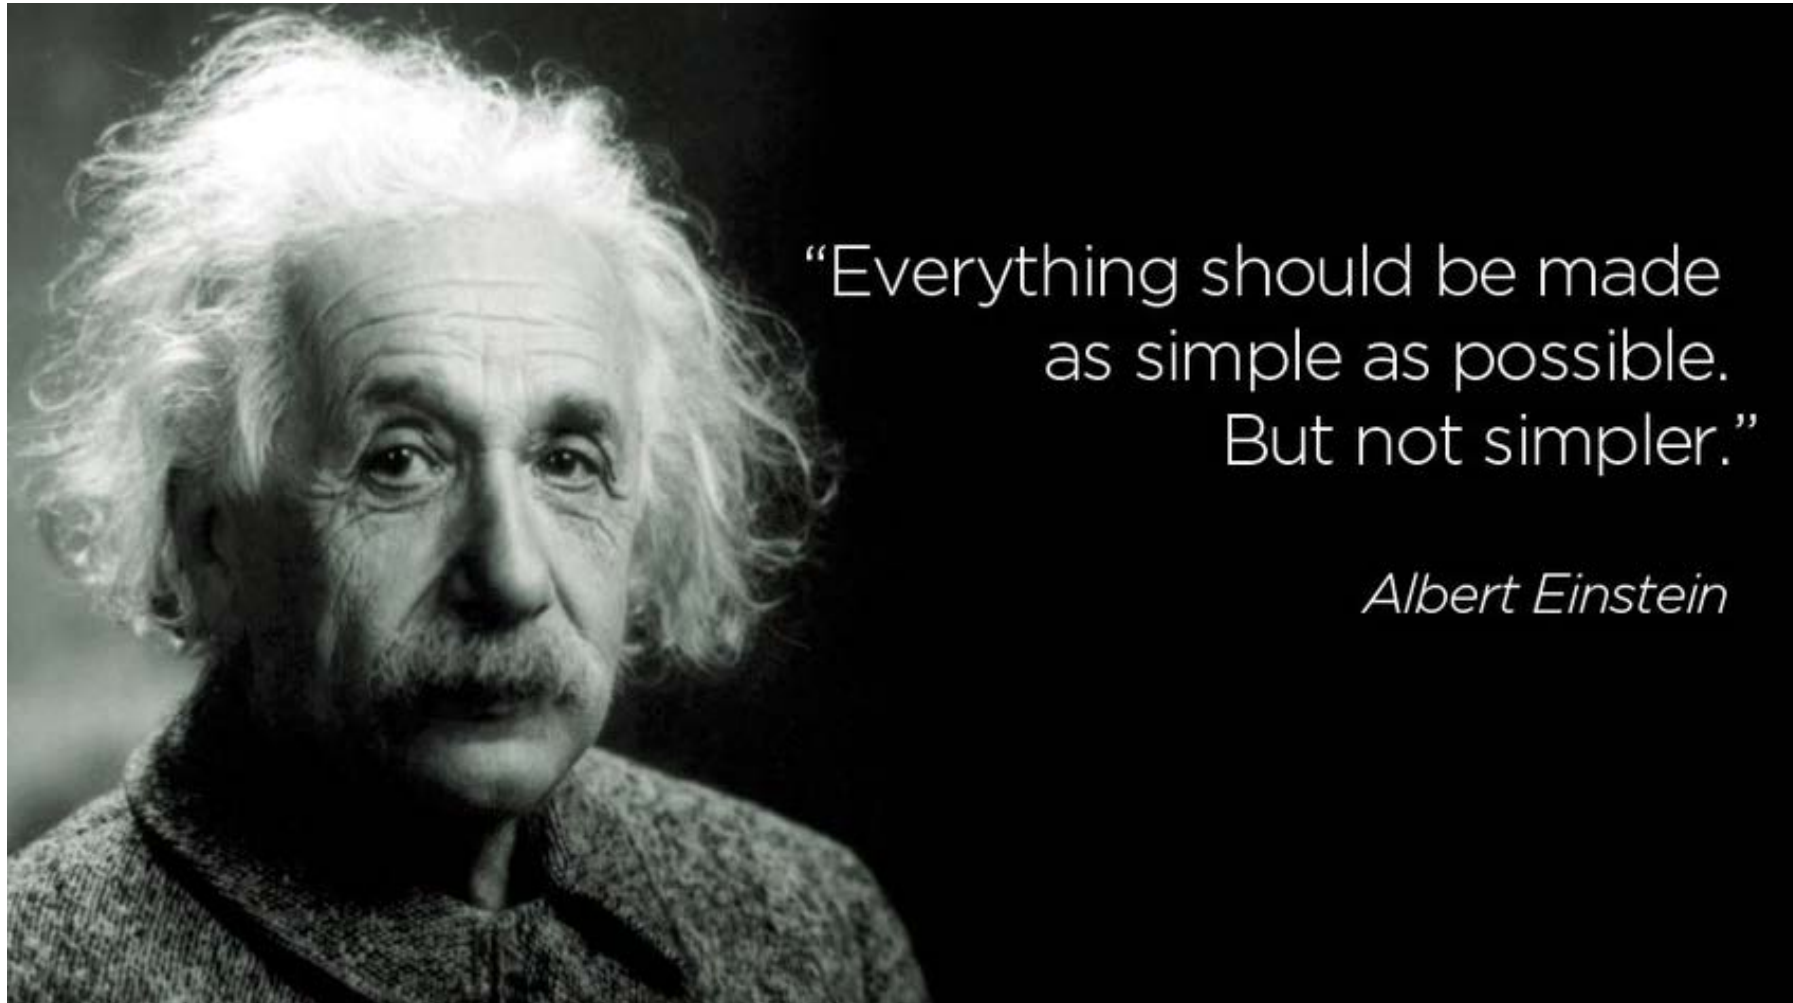 “Everything should be made
as simple as possible.
But not simpler.”
Albert Einstein